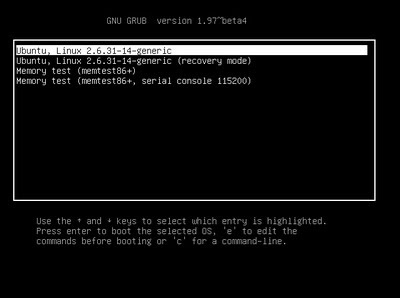 GNU GRUB  version 1.97~beta4
Ubuntu, Linux 2.6.31-14-generic
Ubuntu, Linux 2.6.31-14-generic (recovery mode)
Memory test (memtest86+)
Memory test (memtest86+, serial console 115200)
Use the ↑ and ↓ keys to select which entry is highlighted.
Press enter to boot the selected OS, 'e' to edit the
commands before booting or 'c' for a command-line.